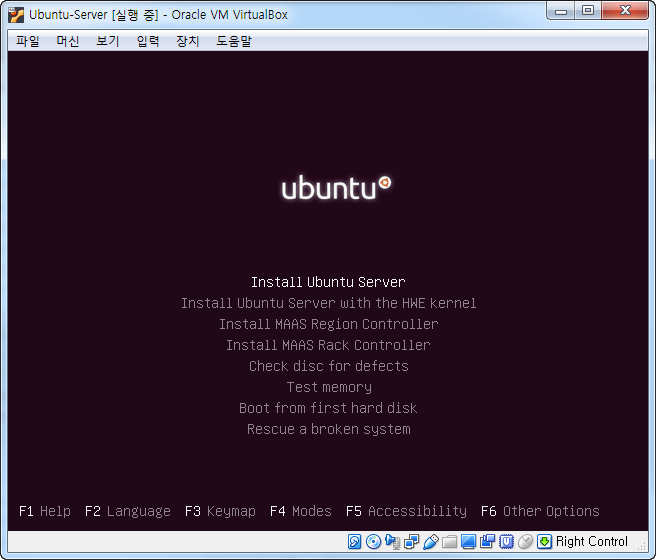 Ubuntu-Server [실행 중] - Oracle VM VirtualBox
파일 머신 보기 입력 장치 도움말
ubuntu
Install Ubuntu Server
Install Ubuntu Server with the HWE kernel
Install MAAS Region Controller
Install MAAS Rack Controller
Check disc for defects
Test memory
Boot from first hard disk
Rescue a broken system
F1 Help F2 Language F3 Keymap F4 Modes F5 Accessibility F6 Other Options
Right Control